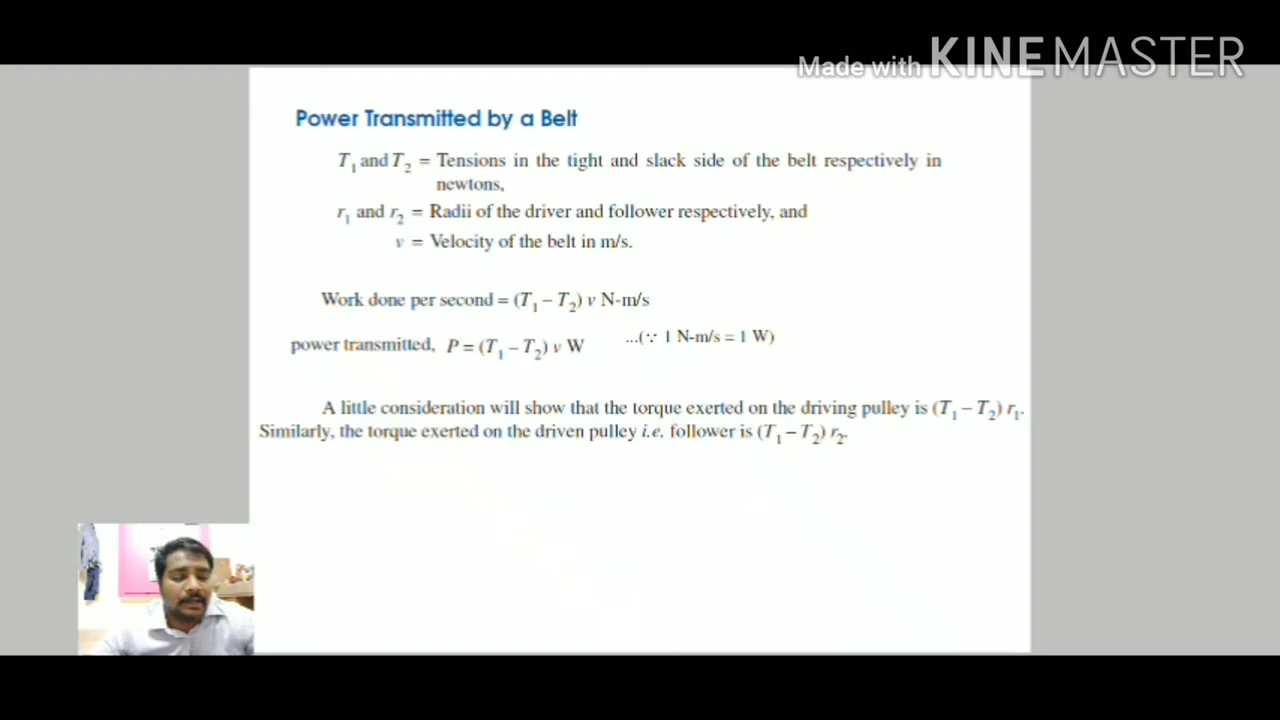 Made with KINEMASTER
Power Transmitted by a Belt
T₁ and T₂ = Tensions in the tight and slack side of the belt respectively in
newtons,
r₁ and r₂ = Radii of the driver and follower respectively, and
v = Velocity of the belt in m/s.
Work done per second = (T₁ – T₂) v N-m/s
power transmitted, P = (T₁ – T₂) v W ...(∵ 1 N-m/s = 1 W)
A little consideration will show that the torque exerted on the driving pulley is (T₁ – T₂) r₁.
Similarly, the torque exerted on the driven pulley i.e. follower is (T₁ – T₂) r₂.